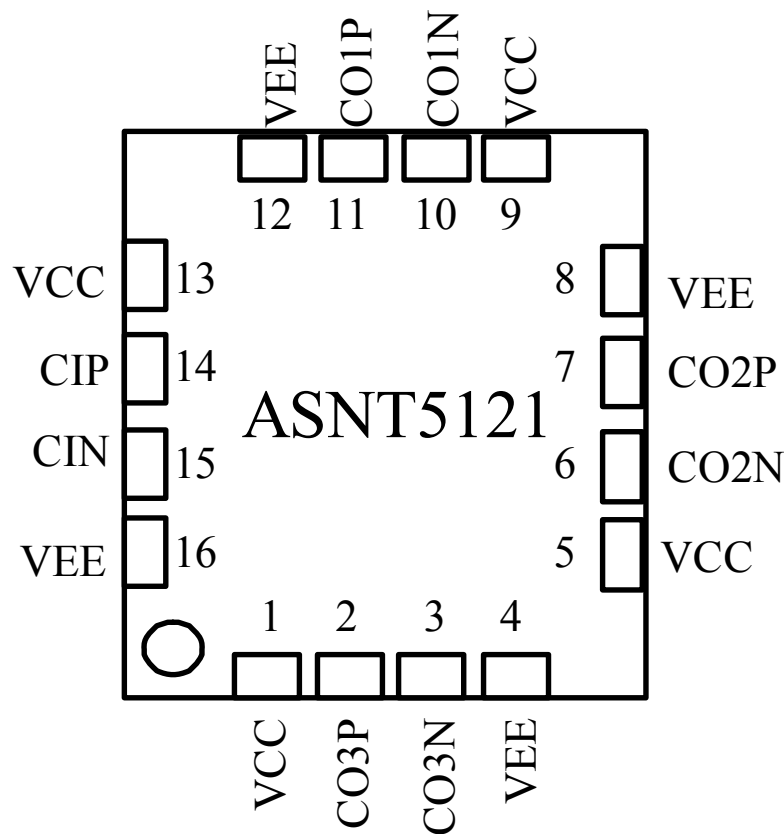 VEE CO1P CO1N VCC
12 11 10 9
VCC 13 8 VEE
CIP 14 7 CO2P
ASNT5121
CIN 15 6 CO2N
VEE 16 5 VCC
1 2 3 4
VCC CO3P CO3N VEE